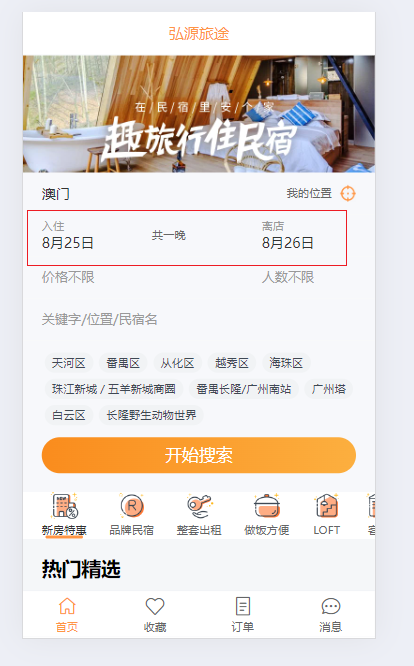 弘源旅途
在/民/宿/里/安/个/家
趣旅行住民宿
澳门 我的位置
入住 离店
8月25日 共一晚 8月26日
价格不限 人数不限
关键字/位置/民宿名
天河区 番禺区 从化区 越秀区 海珠区
珠江新城 / 五羊新城商圈 番禺长隆/广州南站 广州塔
白云区 长隆野生动物世界
开始搜索
R
新房特惠 品牌民宿 整套出租 做饭方便 LOFT
热门精选
首页 收藏 订单 消息